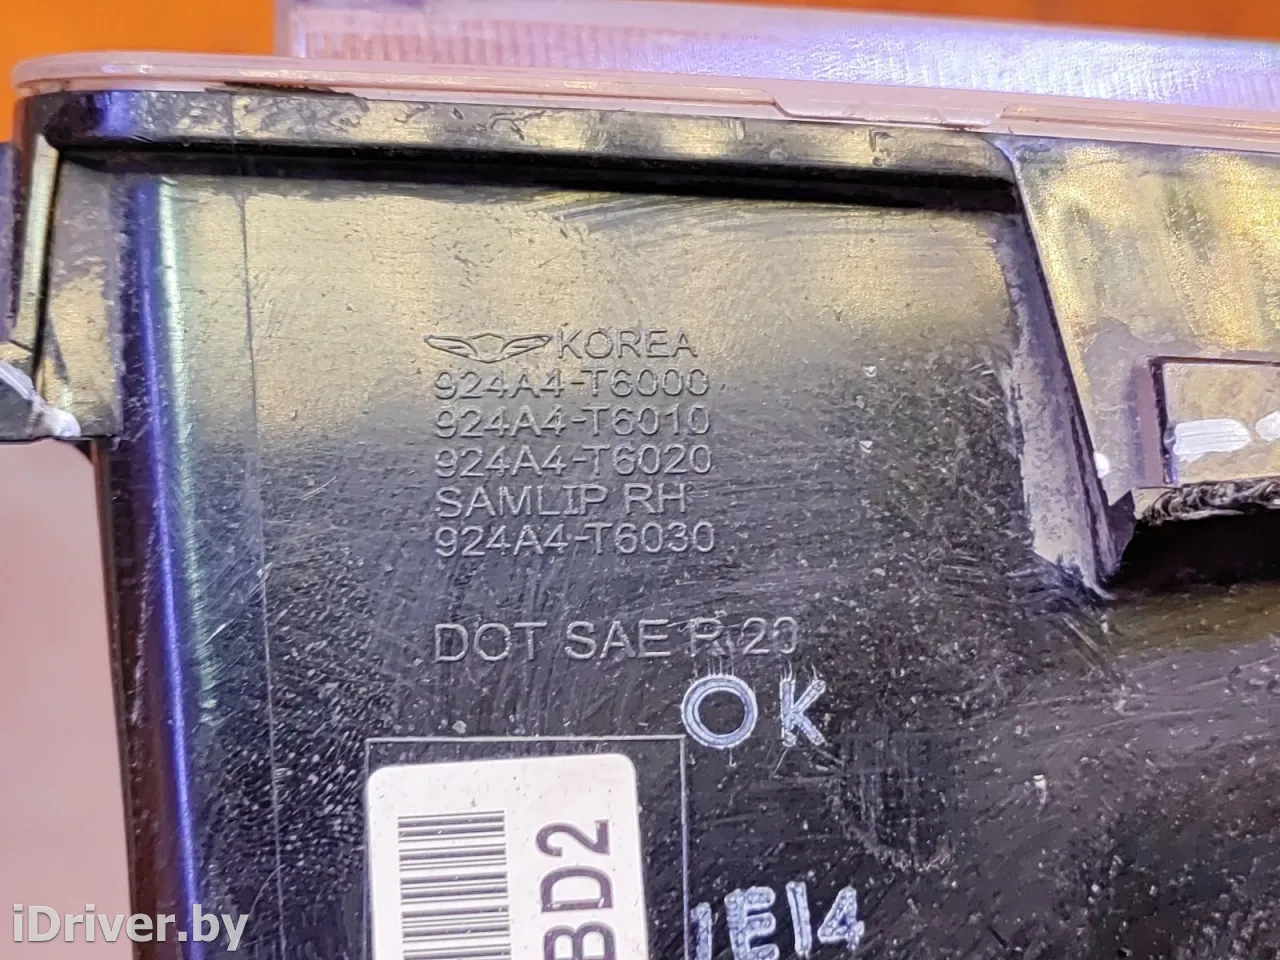 KOREA
924A4-T6000
924A4-T6010
924A4-T6020
SAMLIP RH
924A4-T6030
DOT SAE R 20
OK
BD2
1E14
iDriver.by